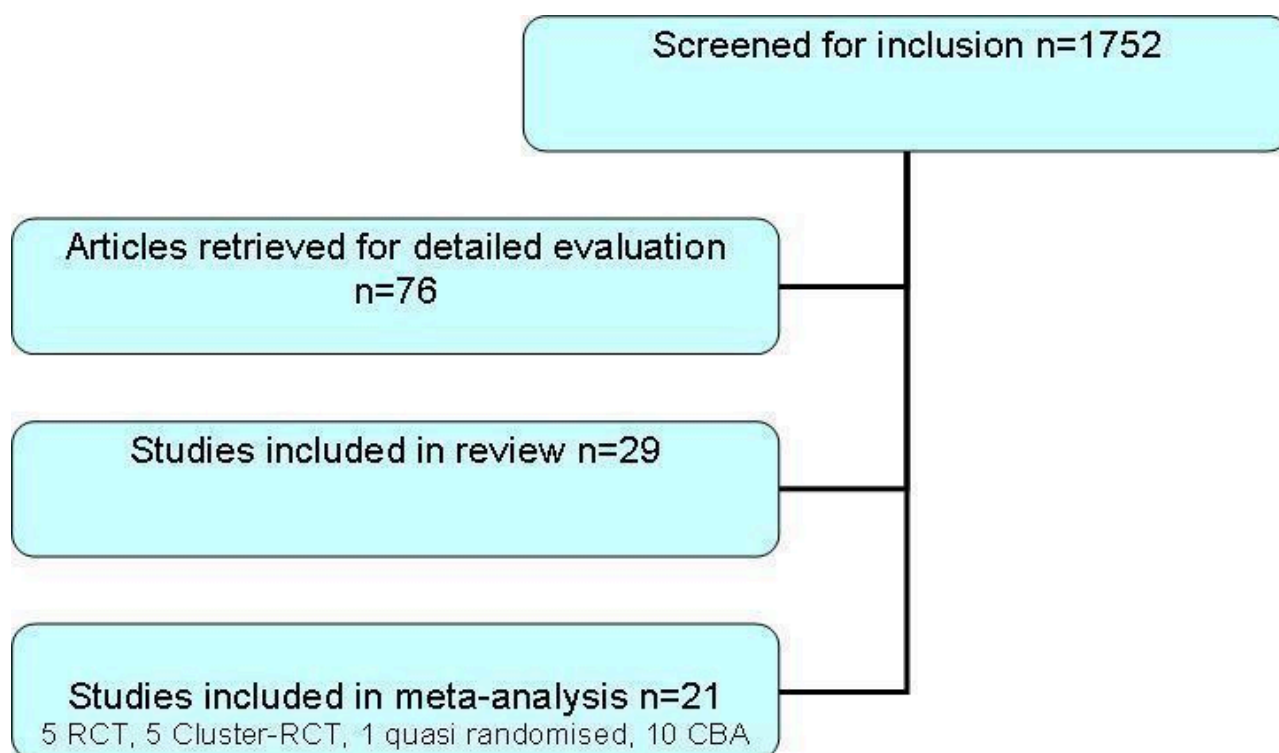 Screened for inclusion n=1752
Articles retrieved for detailed evaluation
n=76
Studies included in review n=29
Studies included in meta-analysis n=21
5 RCT, 5 Cluster-RCT, 1 quasi randomised, 10 CBA